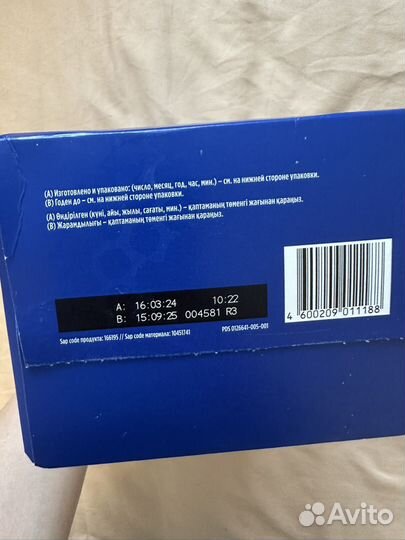 (A) Изготовлено и упаковано: (число, месяц, год, час, мин.) – см. на нижней стороне упаковки.
(B) Годен до – см. на нижней стороне упаковки.
(A) Өндірілген (күні, айы, жылы, сағаты, мин.) – қаптаманың төменгі жағынан қараңыз.
(B) Жарамдылығы – қаптаманың төменгі жағынан қараңыз.
A: 16:03:24 10:22
B: 15:09:25 004581 R3
Sap code продукта: 166195 // Sap code материала: 10451741
PDS 0126641-005-001
4 600209 011188
Avito